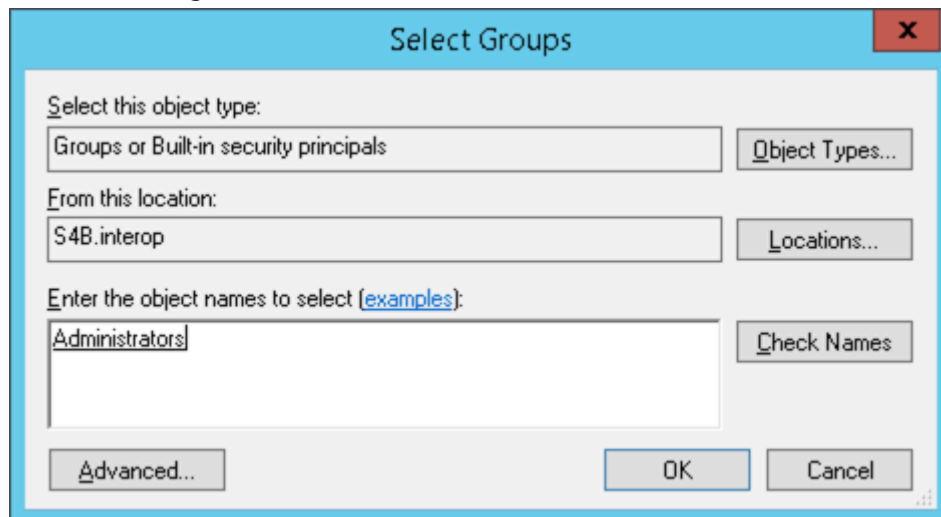 Select Groups
x
Select this object type:
Groups or Built-in security principals
Object Types...
From this location:
S4B.interop
Locations...
Enter the object names to select (examples):
Administrators
Check Names
Advanced...
OK
Cancel